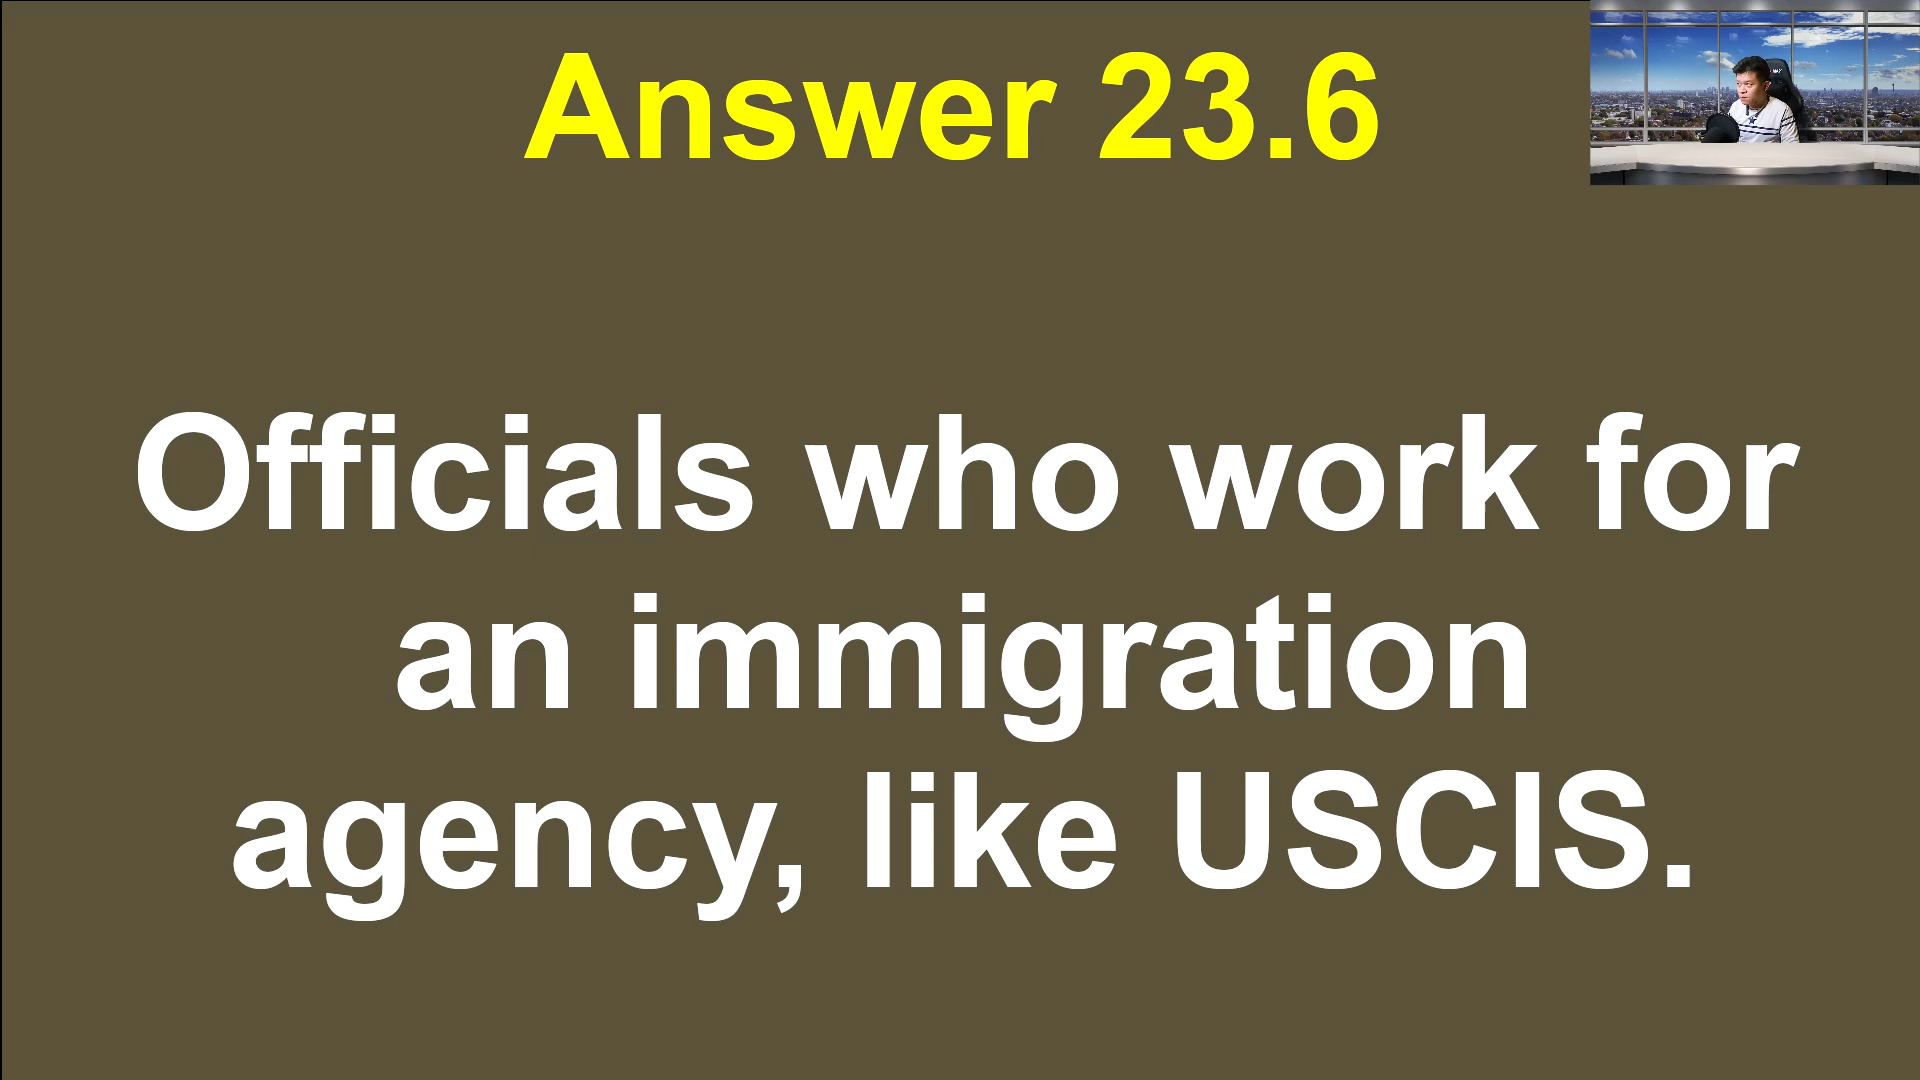 Answer 23.6
Officials who work for
an immigration
agency, like USCIS.